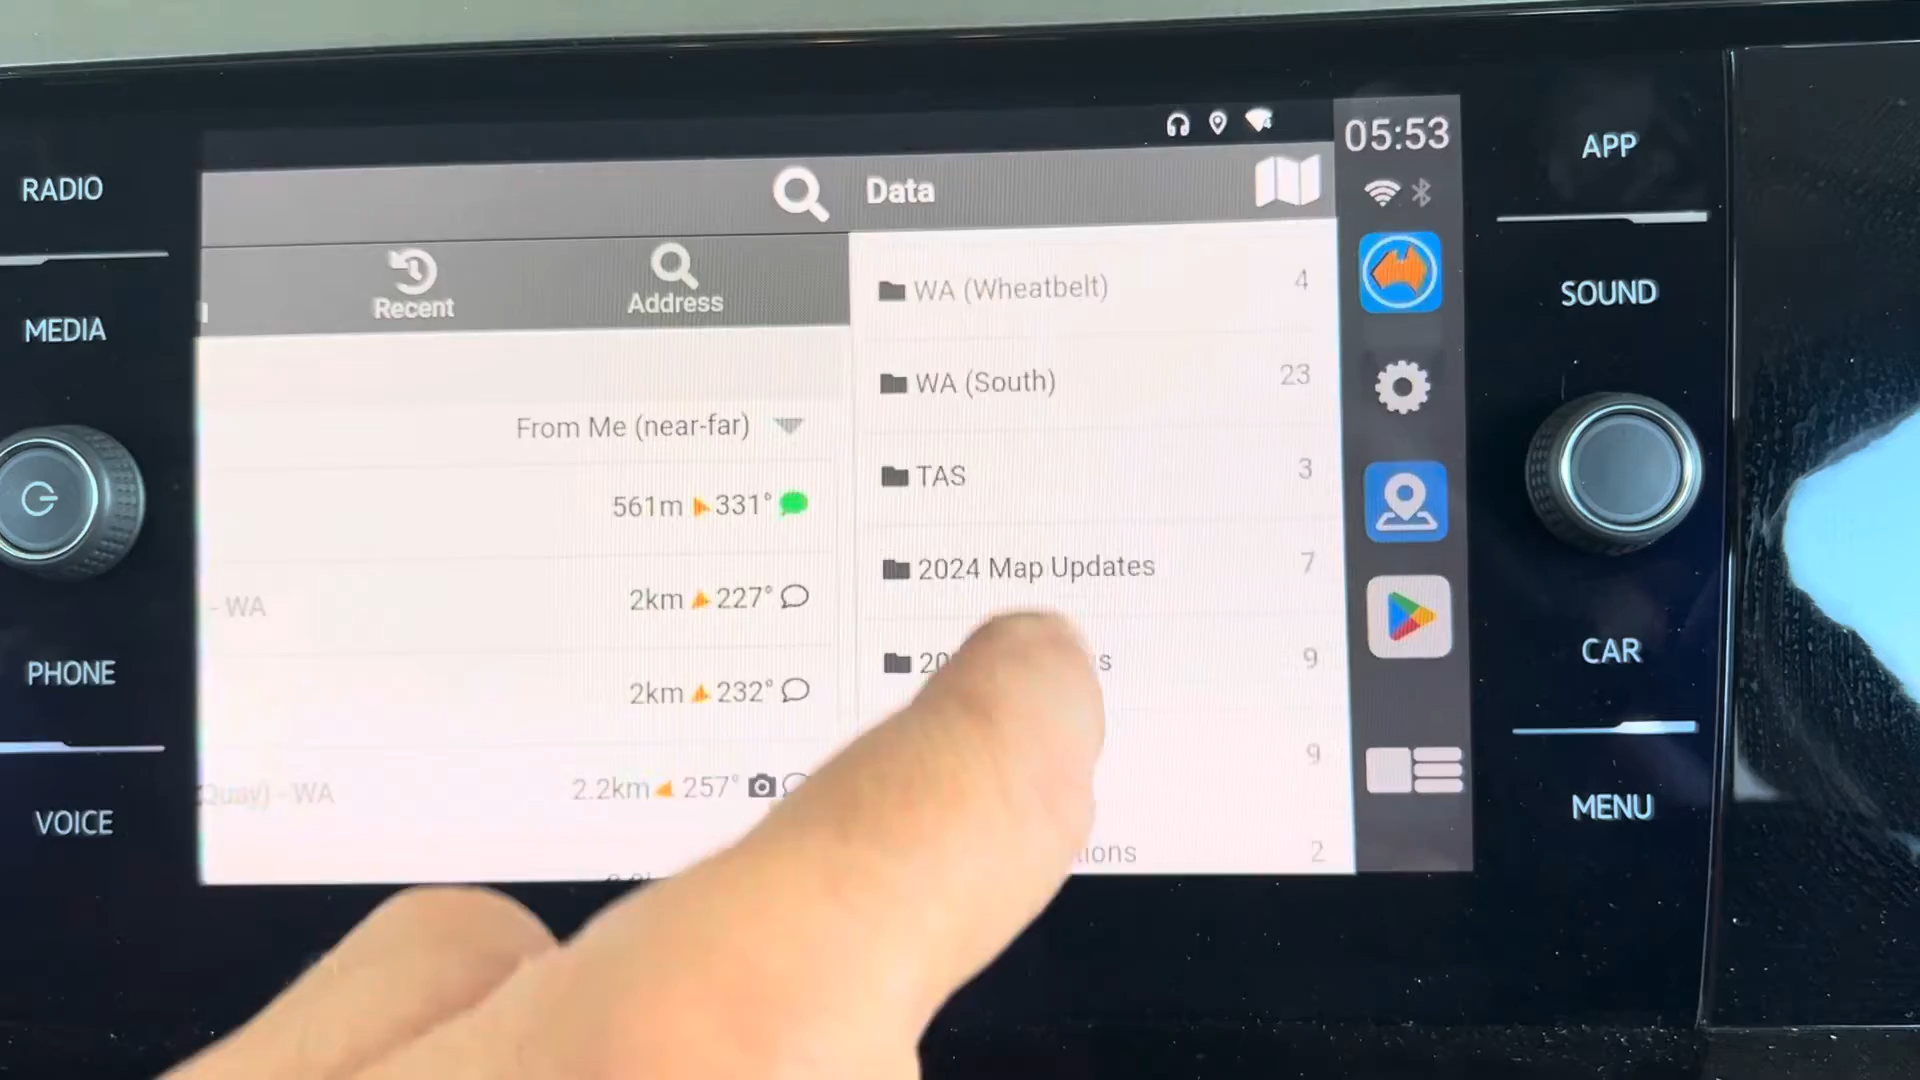 RADIO
MEDIA
PHONE
VOICE
05:53
Data
Recent
Address
From Me (near-far)
561m 331°
- WA
2km 227°
2km 232°
Quay) - WA
2.2km 257°
WA (Wheatbelt) 4
WA (South) 23
TAS 3
2024 Map Updates 7
9
9
2
APP
SOUND
CAR
MENU